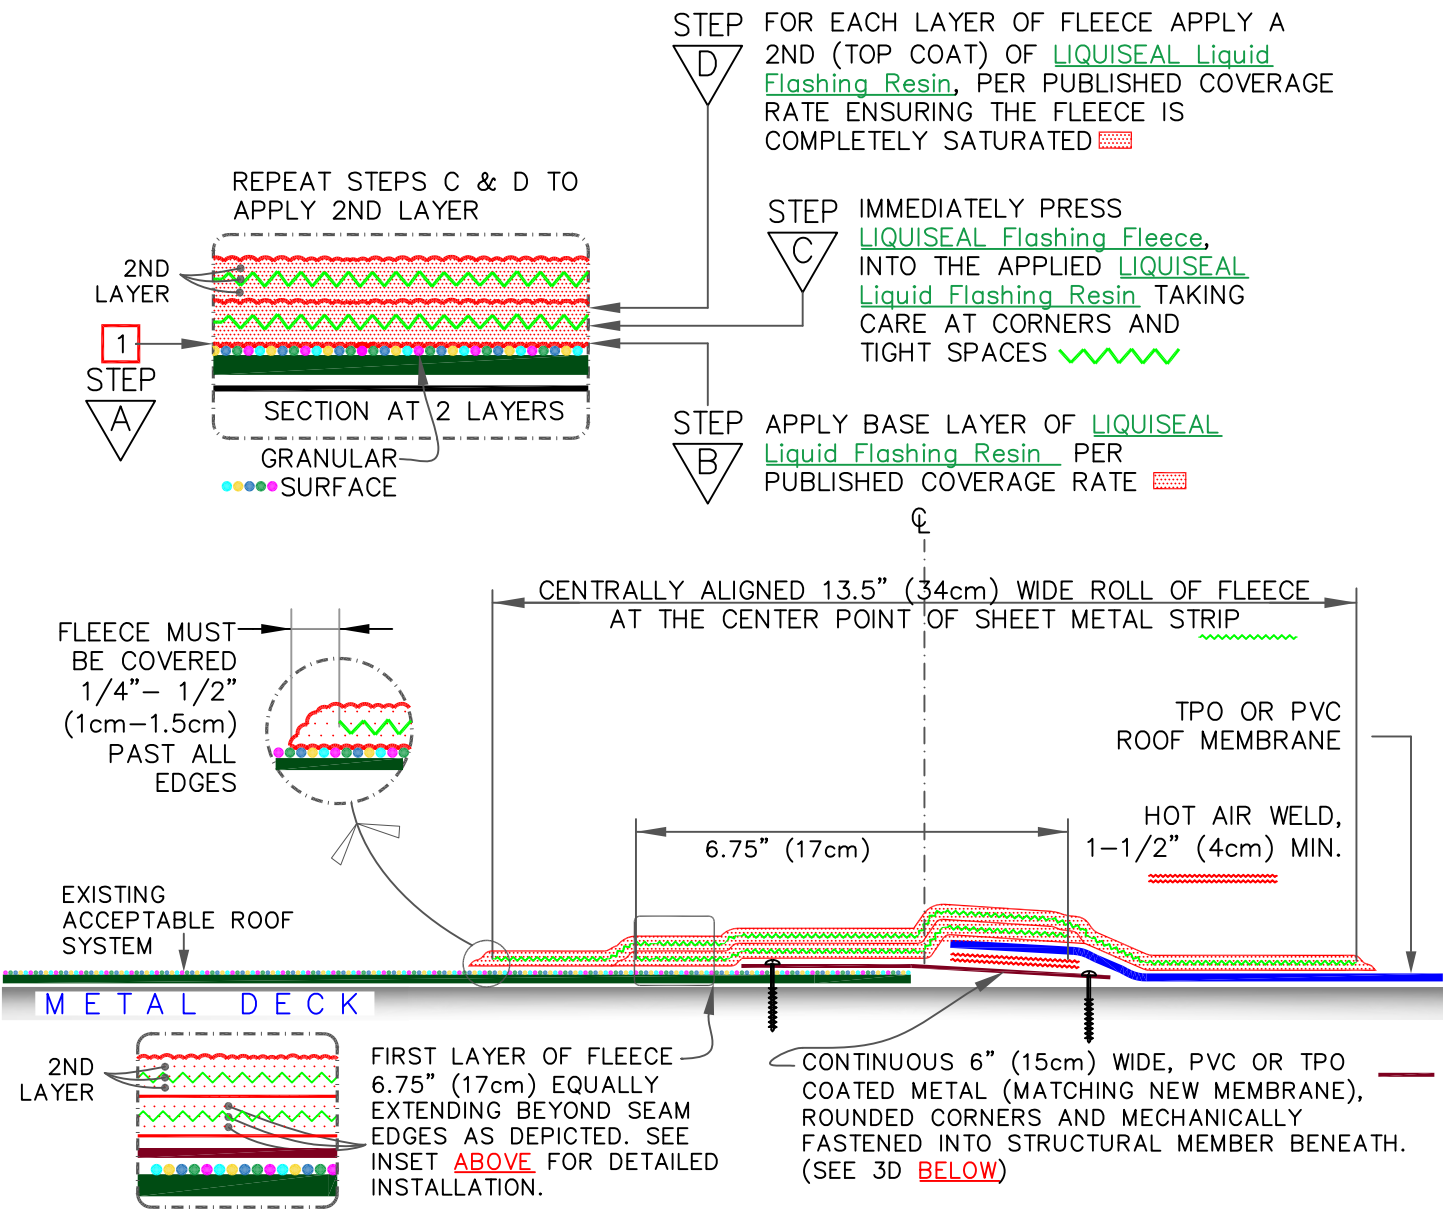 STEP
D
FOR EACH LAYER OF FLEECE APPLY A
2ND (TOP COAT) OF LIQUISEAL Liquid
Flashing Resin, PER PUBLISHED COVERAGE
RATE ENSURING THE FLEECE IS
COMPLETELY SATURATED
REPEAT STEPS C & D TO
APPLY 2ND LAYER
STEP
C
IMMEDIATELY PRESS
LIQUISEAL Flashing Fleece,
INTO THE APPLIED LIQUISEAL
Liquid Flashing Resin TAKING
CARE AT CORNERS AND
TIGHT SPACES
2ND
LAYER
1
STEP
A
SECTION AT 2 LAYERS
GRANULAR
SURFACE
STEP
B
APPLY BASE LAYER OF LIQUISEAL
Liquid Flashing Resin PER
PUBLISHED COVERAGE RATE
℄
CENTRALLY ALIGNED 13.5” (34cm) WIDE ROLL OF FLEECE
AT THE CENTER POINT OF SHEET METAL STRIP
FLEECE MUST
BE COVERED
1/4”– 1/2”
(1cm–1.5cm)
PAST ALL
EDGES
TPO OR PVC
ROOF MEMBRANE
6.75” (17cm)
HOT AIR WELD,
1–1/2” (4cm) MIN.
EXISTING
ACCEPTABLE ROOF
SYSTEM
METAL DECK
2ND
LAYER
FIRST LAYER OF FLEECE
6.75” (17cm) EQUALLY
EXTENDING BEYOND SEAM
EDGES AS DEPICTED. SEE
INSET ABOVE FOR DETAILED
INSTALLATION.
CONTINUOUS 6” (15cm) WIDE, PVC OR TPO
COATED METAL (MATCHING NEW MEMBRANE),
ROUNDED CORNERS AND MECHANICALLY
FASTENED INTO STRUCTURAL MEMBER BENEATH.
(SEE 3D BELOW)